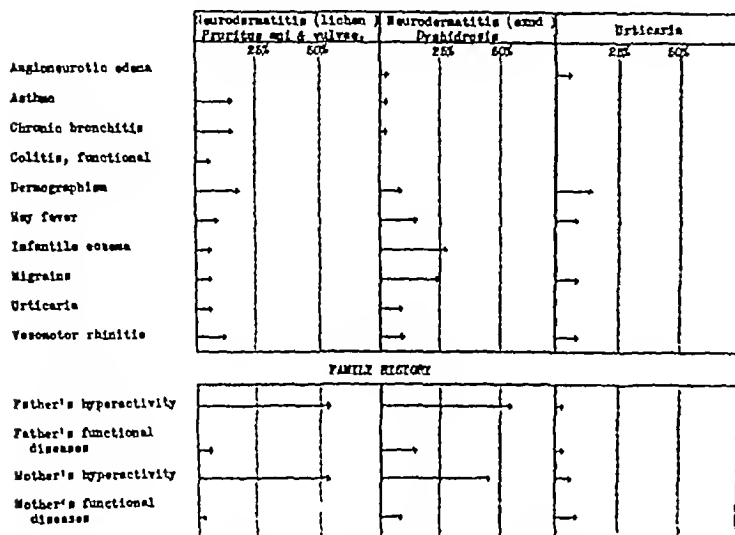 Neurodermatitis (lichen) Neurodermatitis (exud) Urticaria
Pruritus ani & vulvae. Dyshidrosis
25% 50% 25% 50% 25% 50%
Angioneurotic edema
Asthma
Chronic bronchitis
Colitis, functional
Dermographism
Hay fever
Infantile eczema
Migraine
Urticaria
Vasomotor rhinitis
FAMILY HISTORY
Father's hyperactivity
Father's functional
diseases
Mother's hyperactivity
Mother's functional
diseases